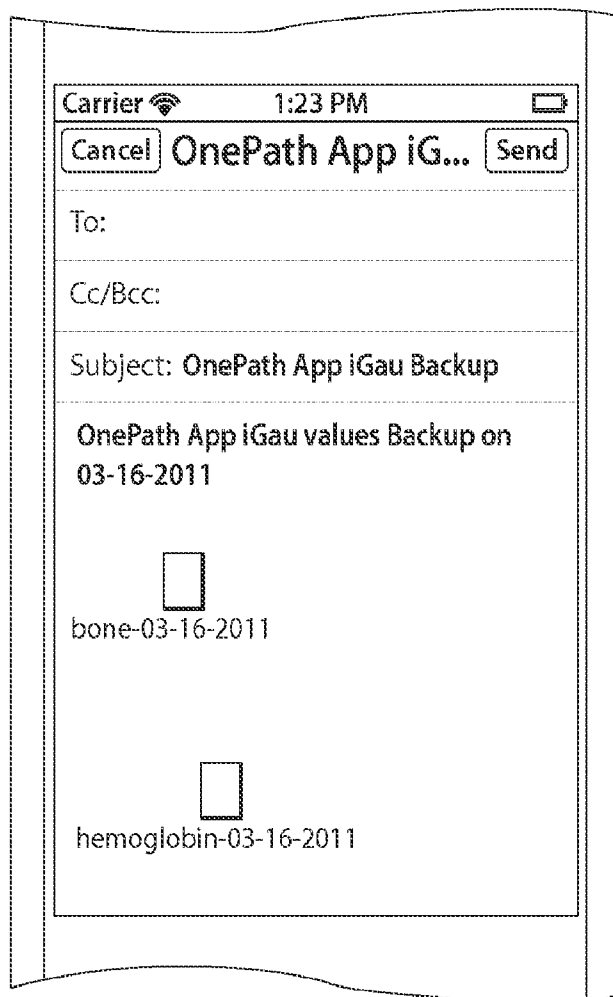 Carrier 1:23 PM
Cancel OnePath App iG... Send
To:
Cc/Bcc:
Subject: OnePath App iGau Backup
OnePath App iGau values Backup on
03-16-2011
bone-03-16-2011
hemoglobin-03-16-2011